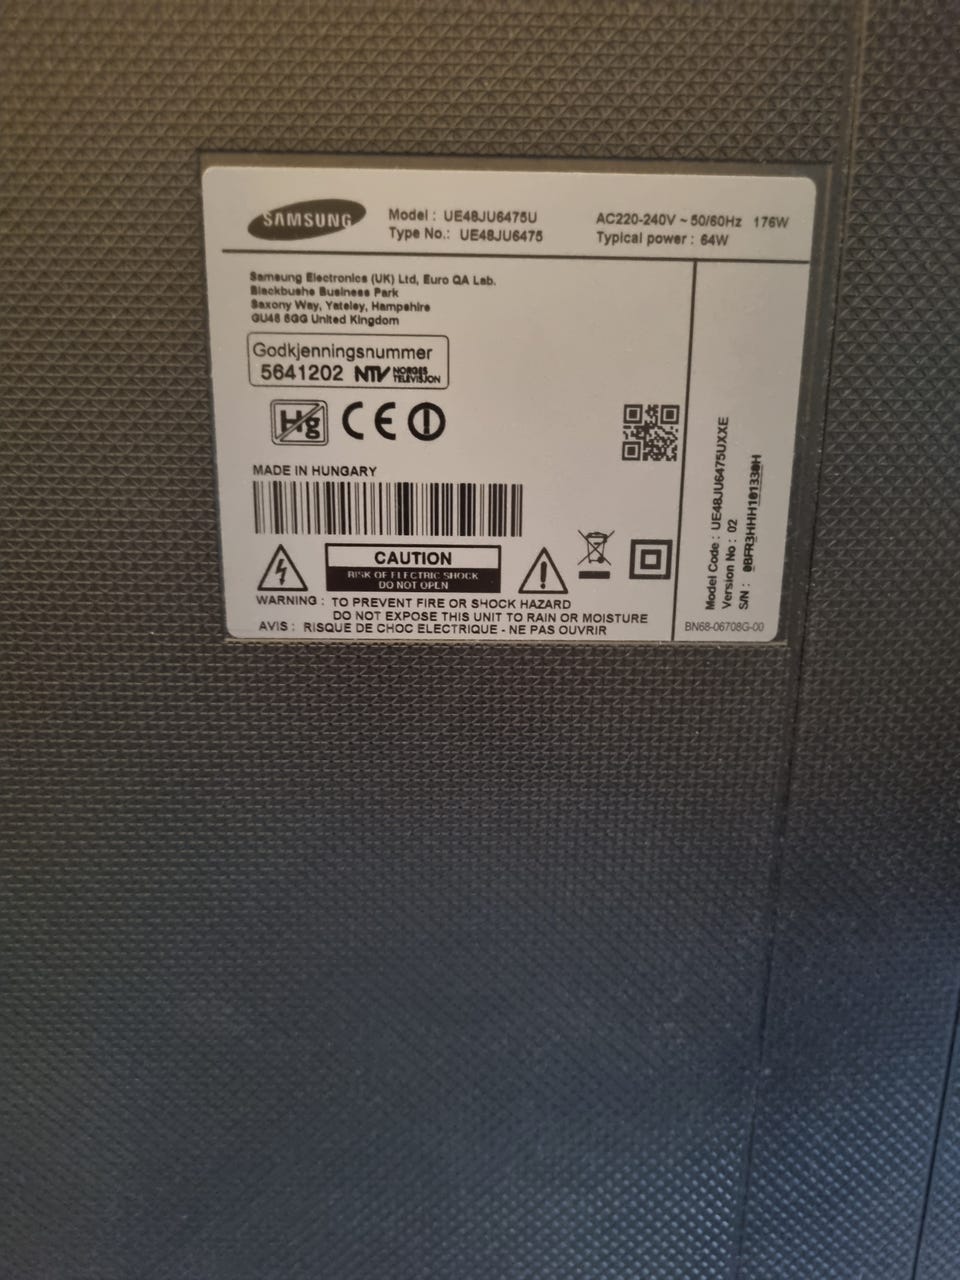 SAMSUNG
Model : UE48JU6475U
Type No.: UE48JU6475
AC220-240V ~ 50/60Hz 176W
Typical power : 64W
Samsung Electronics (UK) Ltd, Euro QA Lab.
Blackbushe Business Park
Saxony Way, Yateley, Hampshire
GU46 6GG United Kingdom
Godkjenningsnummer
5641202 NTV NORGES TELEVISJON
Hg CE
MADE IN HUNGARY
CAUTION
RISK OF ELECTRIC SHOCK
DO NOT OPEN
WARNING : TO PREVENT FIRE OR SHOCK HAZARD
DO NOT EXPOSE THIS UNIT TO RAIN OR MOISTURE
AVIS : RISQUE DE CHOC ELECTRIQUE - NE PAS OUVRIR
Model Code : UE48JU6475UXXE
Version No : 02
S/N : 0BFR3HHH101330H
BN68-06708G-00